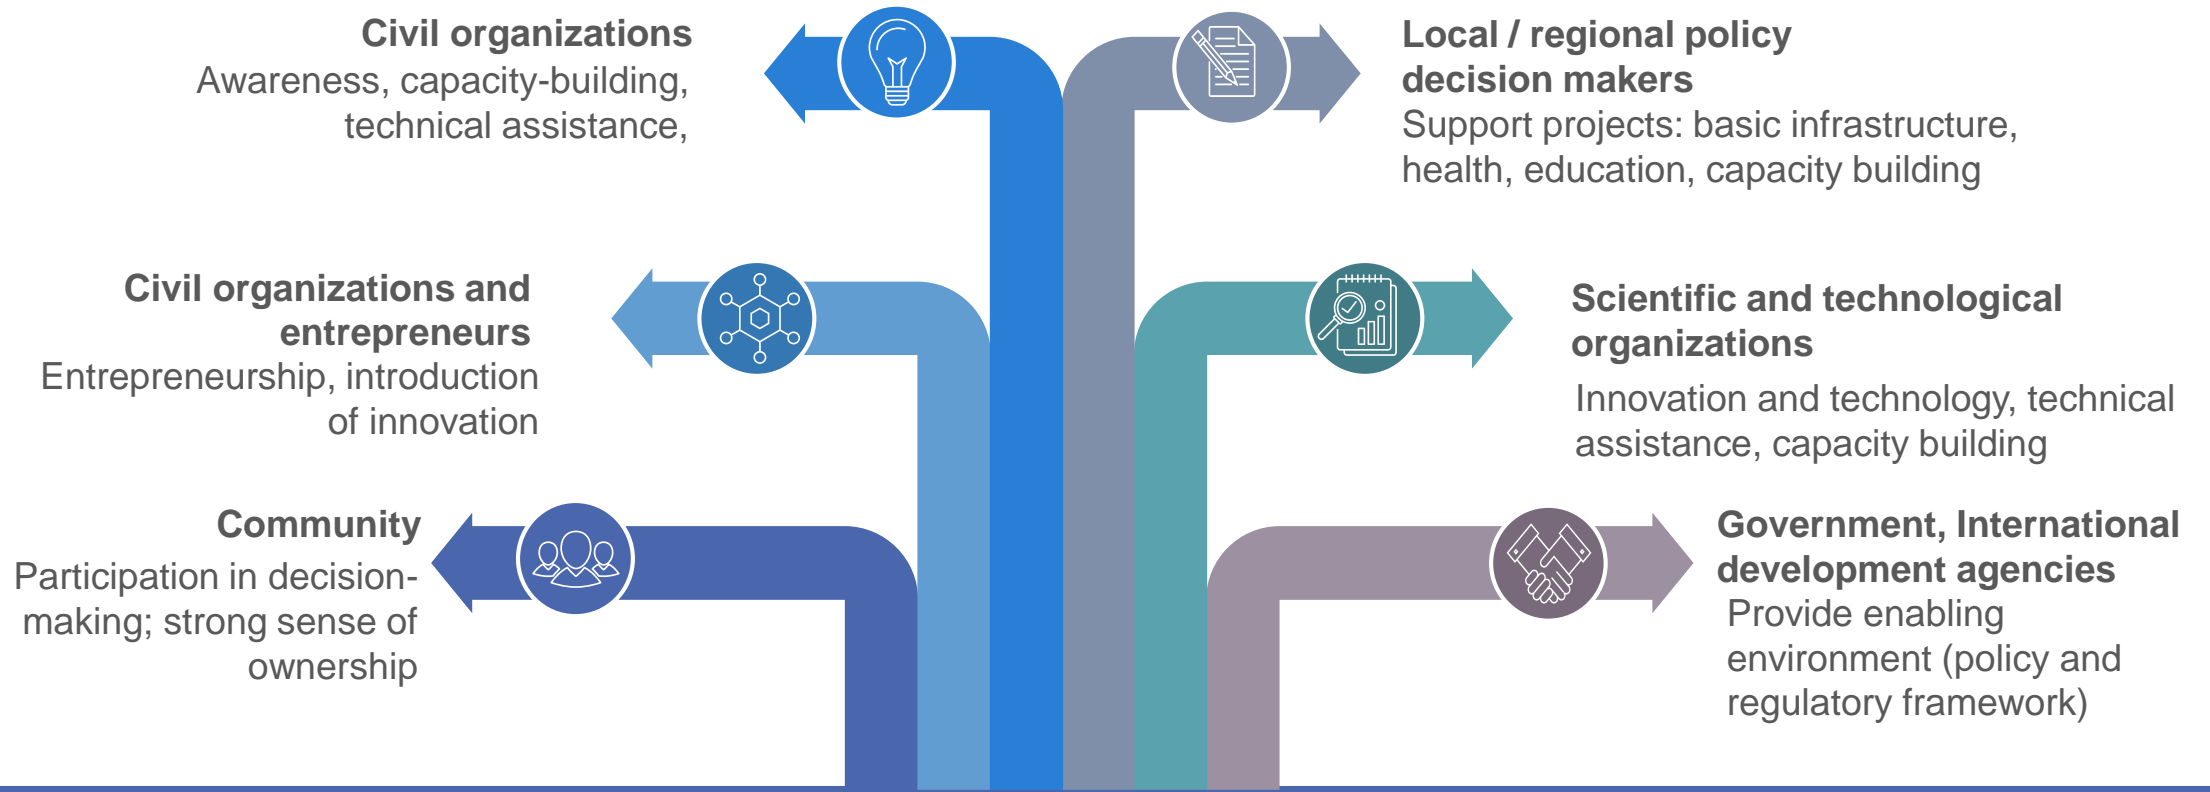 Civil organizations
Awareness, capacity-building,
technical assistance,
Local / regional policy
decision makers
Support projects: basic infrastructure,
health, education, capacity building
Civil organizations and
entrepreneurs
Entrepreneurship, introduction
of innovation
Scientific and technological
organizations
Innovation and technology, technical
assistance, capacity building
Community
Participation in decision-
making; strong sense of
ownership
Government, International
development agencies
Provide enabling
environment (policy and
regulatory framework)